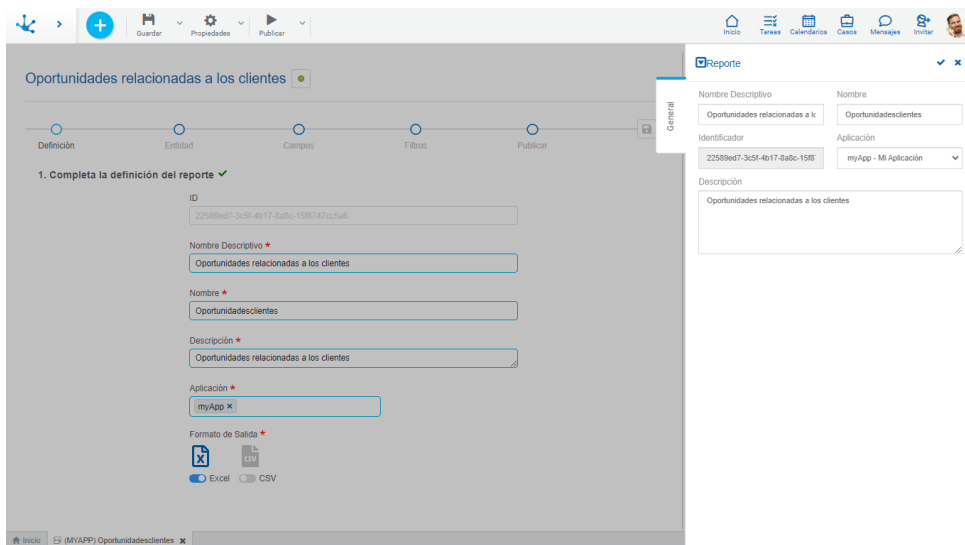 Guardar Propiedades Publicar Inicio Tareas Calendarios Casos Mensajes Invitar
Oportunidades relacionadas a los clientes
Definición Entidad Campos Filtros Publicar
1. Completa la definición del reporte
ID
22589ed7-3c5f-4b17-8a8c-15f8747cc5a6
Nombre Descriptivo *
Oportunidades relacionadas a los clientes
Nombre *
Oportunidadesclientes
Descripción *
Oportunidades relacionadas a los clientes
Aplicación *
myApp ×
Formato de Salida *
X CSV
Excel CSV
Inicio (MYAPP) Oportunidadesclientes ×
General
Reporte
Nombre Descriptivo Nombre
Oportunidades relacionadas a lo Oportunidadesclientes
Identificador Aplicación
22589ed7-3c5f-4b17-8a8c-15f8 myApp - Mi Aplicación
Descripción
Oportunidades relacionadas a los clientes